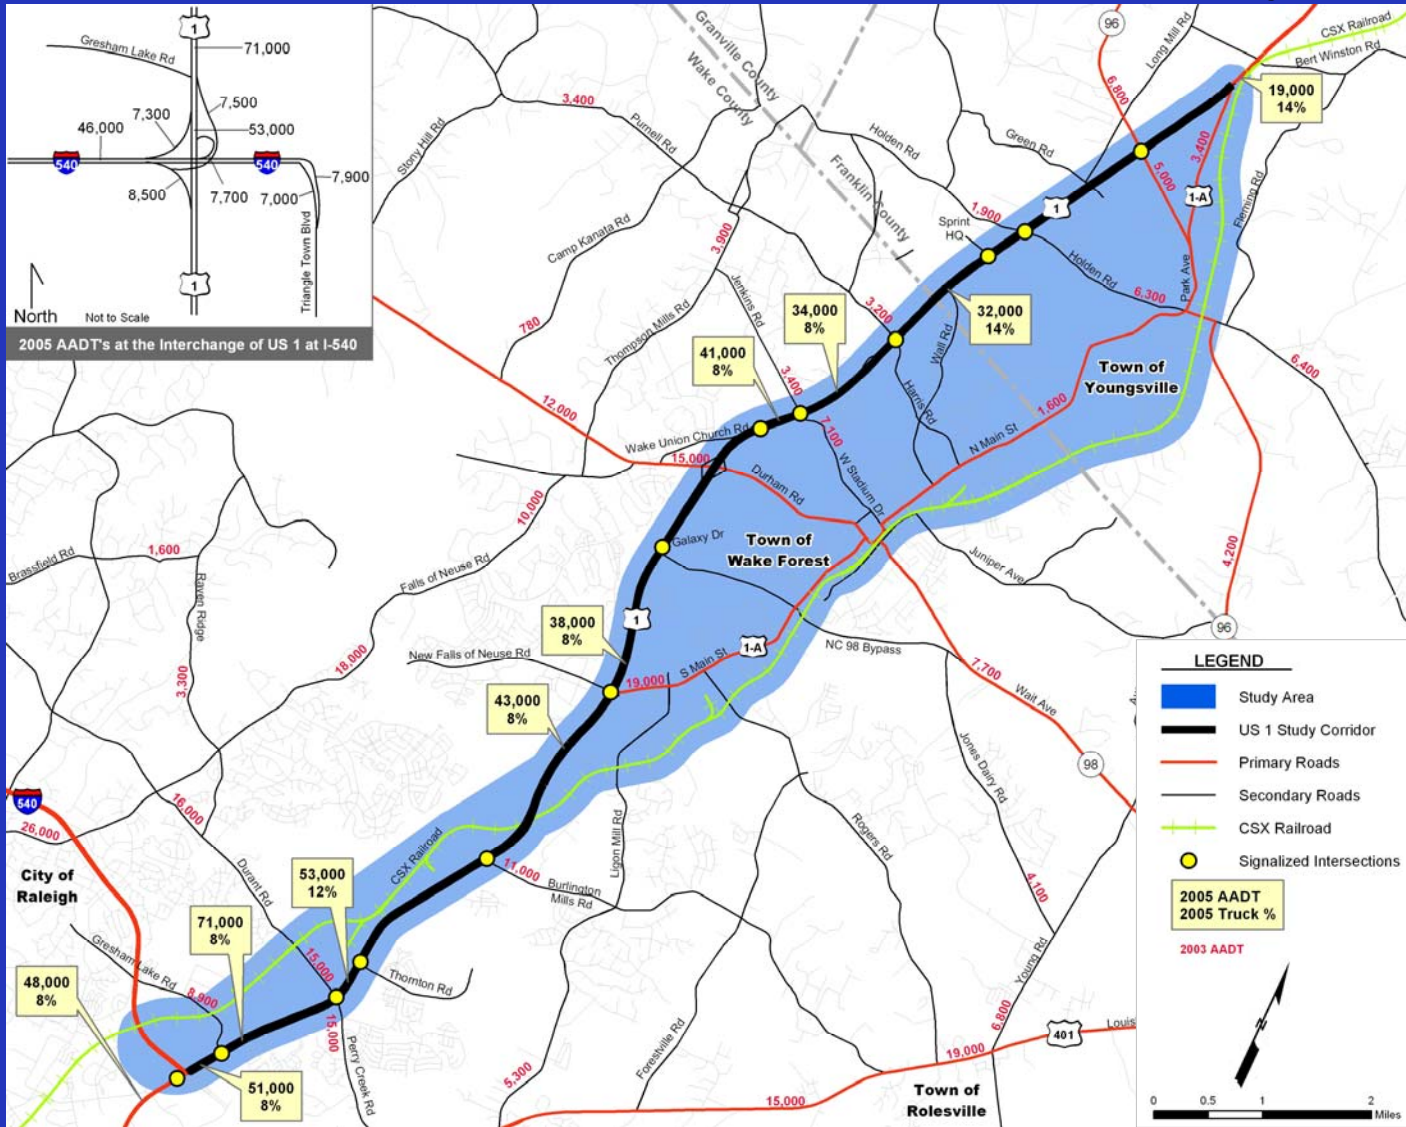 1
71,000
Gresham Lake Rd
7,500
7,300
53,000
46,000
540
540
8,500
7,700
7,000
7,900
Triangle Town Blvd
1
North
Not to Scale
2005 AADT's at the Interchange of US 1 at I-540
Granville County
Wake County
Franklin County
96
Long Mill Rd
CSX Railroad
Bert Winston Rd
19,000
14%
6,800
3,400
Purnell Rd
Stony Hill Rd
Holden Rd
Green Rd
5,000
3,400
1-A
Fleming Rd
1,900
1
Sprint
HQ
Camp Kanata Rd
3,900
Holden Rd
Park Ave
6,300
Jenkins Rd
34,000
8%
3,200
32,000
14%
780
Thompson Mills Rd
Wall Rd
41,000
8%
6,400
Town of
Youngsville
3,400
12,000
Harris Rd
1,600
7,100
Wake Union Church Rd
15,000
N Main St
Durham Rd
W Stadium Dr
10,000
Galaxy Dr
Town of
Wake Forest
Juniper Ave
4,200
Brassfield Rd
1,600
Raven Ridge
Falls of Neuse Rd
38,000
8%
1
96
New Falls of Neuse Rd
1-A
NC 98 Bypass
18,000
S Main St
19,000
7,700
Wait Ave
3,300
43,000
8%
98
Jones Dairy Rd
540
26,000
16,000
CSX Railroad
Ligon Mill Rd
Rogers Rd
City of
Raleigh
Durant Rd
53,000
12%
11,000
Burlington
Mills Rd
4,100
71,000
8%
Gresham Lake Rd
15,000
Thornton Rd
Young Rd
48,000
8%
8,900
15,000
6,800
401
Louis
Perry Creek Rd
Forestville Rd
19,000
51,000
8%
5,300
15,000
Town of
Rolesville
LEGEND
Study Area
US 1 Study Corridor
Primary Roads
Secondary Roads
CSX Railroad
Signalized Intersections
2005 AADT
2005 Truck %
2003 AADT
N
0 0.5 1 2
Miles